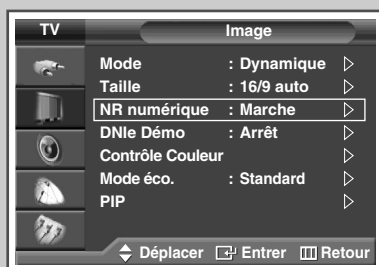 TV Image
Mode : Dynamique
Taille : 16/9 auto
NR numérique : Marche
DNIe Démo : Arrêt
Contrôle Couleur
Mode éco. : Standard
PIP
Déplacer Entrer Retour